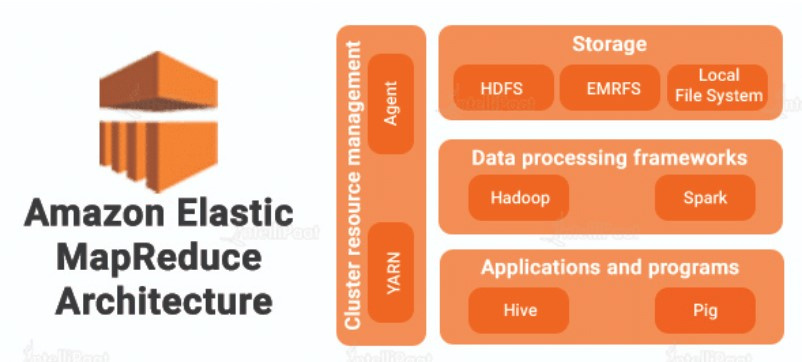 Amazon Elastic
MapReduce
Architecture
Cluster resource management
Agent
YARN
Storage
HDFS
EMRFS
Local
File System
Data processing frameworks
Hadoop
Spark
Applications and programs
Hive
Pig